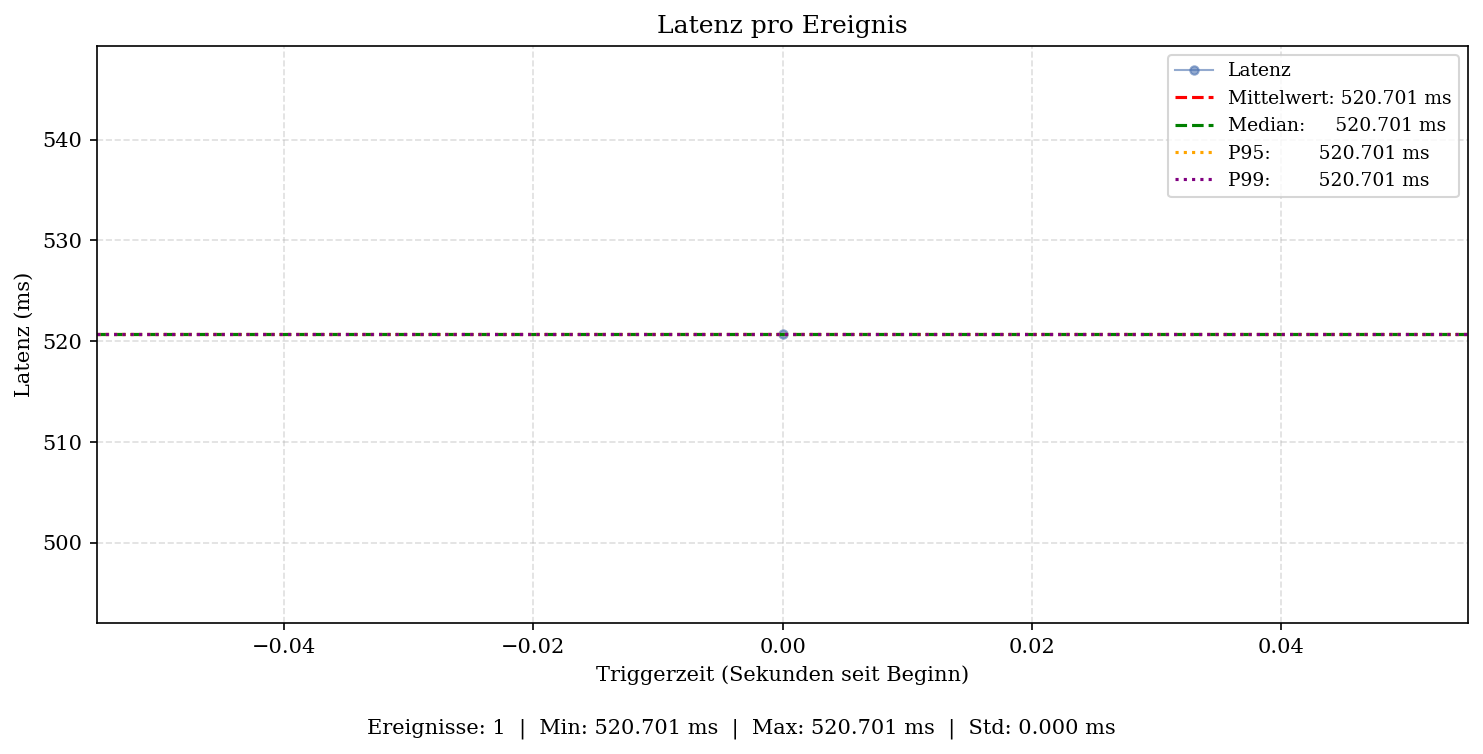 Latenz pro Ereignis
Latenz
Mittelwert: 520.701 ms
Median: 520.701 ms
P95: 520.701 ms
P99: 520.701 ms
Latenz (ms)
540
530
520
510
500
−0.04 −0.02 0.00 0.02 0.04
Triggerzeit (Sekunden seit Beginn)
Ereignisse: 1 | Min: 520.701 ms | Max: 520.701 ms | Std: 0.000 ms